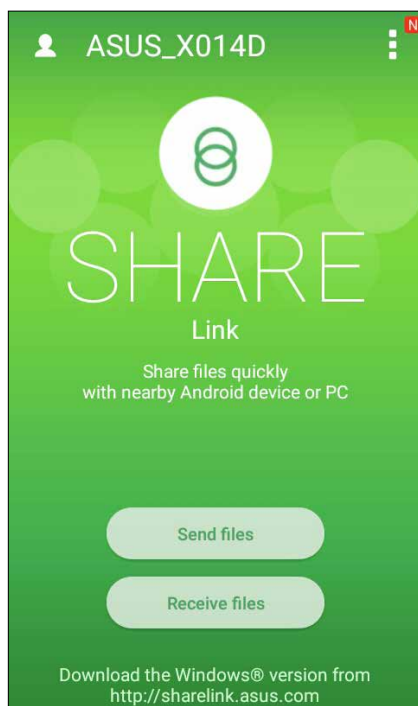 ASUS_X014D
N
SHARE
Link
Share files quickly
with nearby Android device or PC
Send files
Receive files
Download the Windows® version from
http://sharelink.asus.com